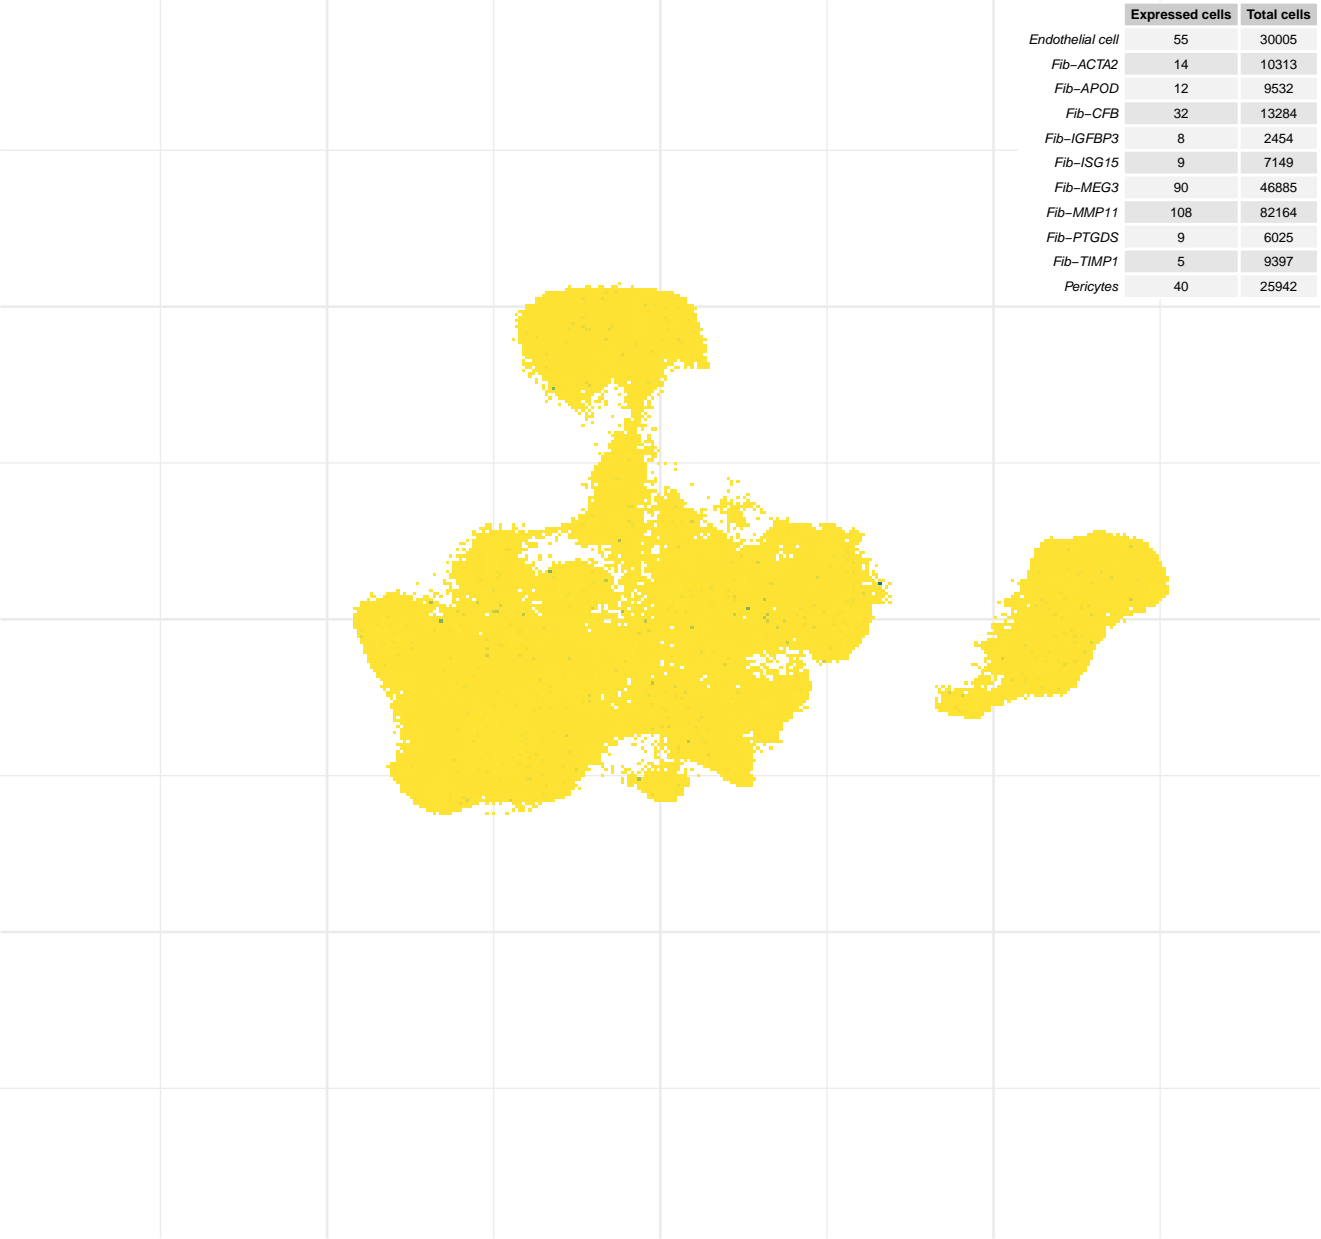 Expressed cells Total cells
Endothelial cell 55 30005
Fib−ACTA2 14 10313
Fib−APOD 12 9532
Fib−CFB 32 13284
Fib−IGFBP3 8 2454
Fib−ISG15 9 7149
Fib−MEG3 90 46885
Fib−MMP11 108 82164
Fib−PTGDS 9 6025
Fib−TIMP1 5 9397
Pericytes 40 25942